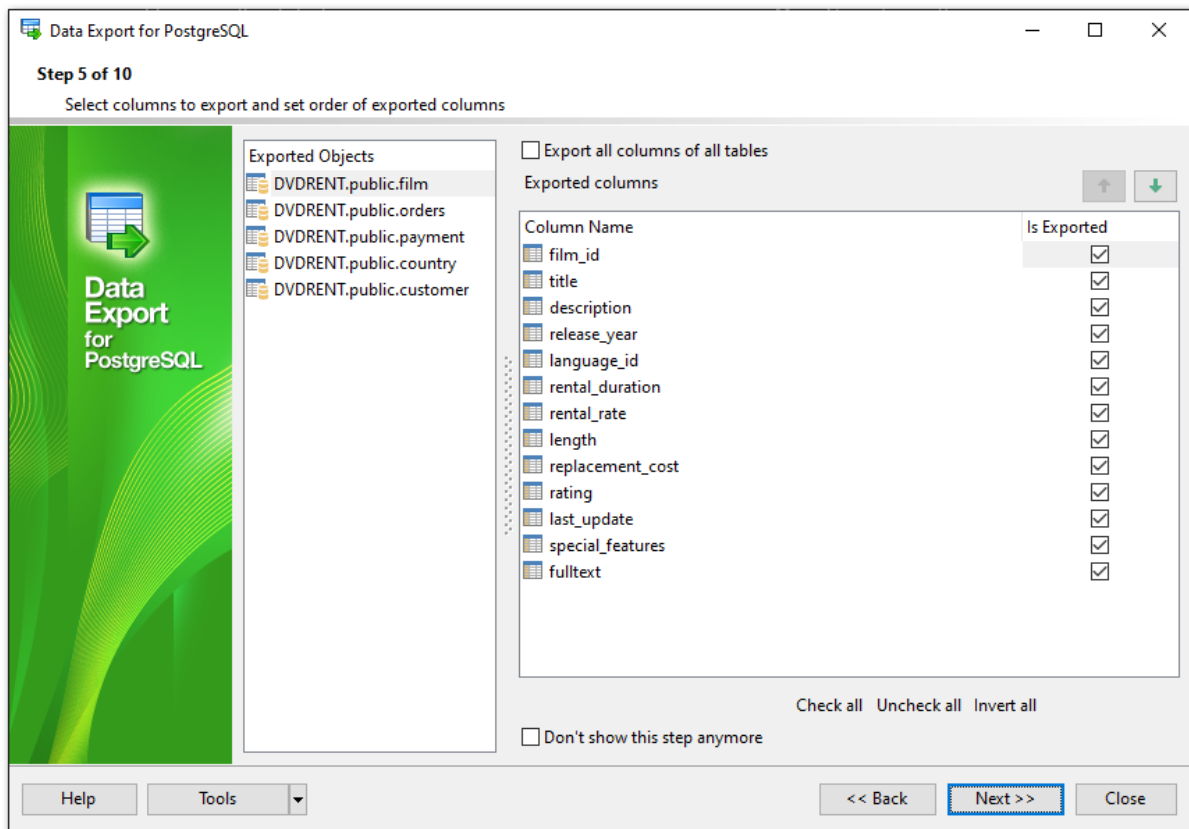 Data Export for PostgreSQL
Step 5 of 10
Select columns to export and set order of exported columns
Data
Export
for
PostgreSQL
Exported Objects
DVDRENT.public.film
DVDRENT.public.orders
DVDRENT.public.payment
DVDRENT.public.country
DVDRENT.public.customer
Export all columns of all tables
Exported columns
Column Name Is Exported
film_id
title
description
release_year
language_id
rental_duration
rental_rate
length
replacement_cost
rating
last_update
special_features
fulltext
Check all Uncheck all Invert all
Don't show this step anymore
Help Tools << Back Next >> Close